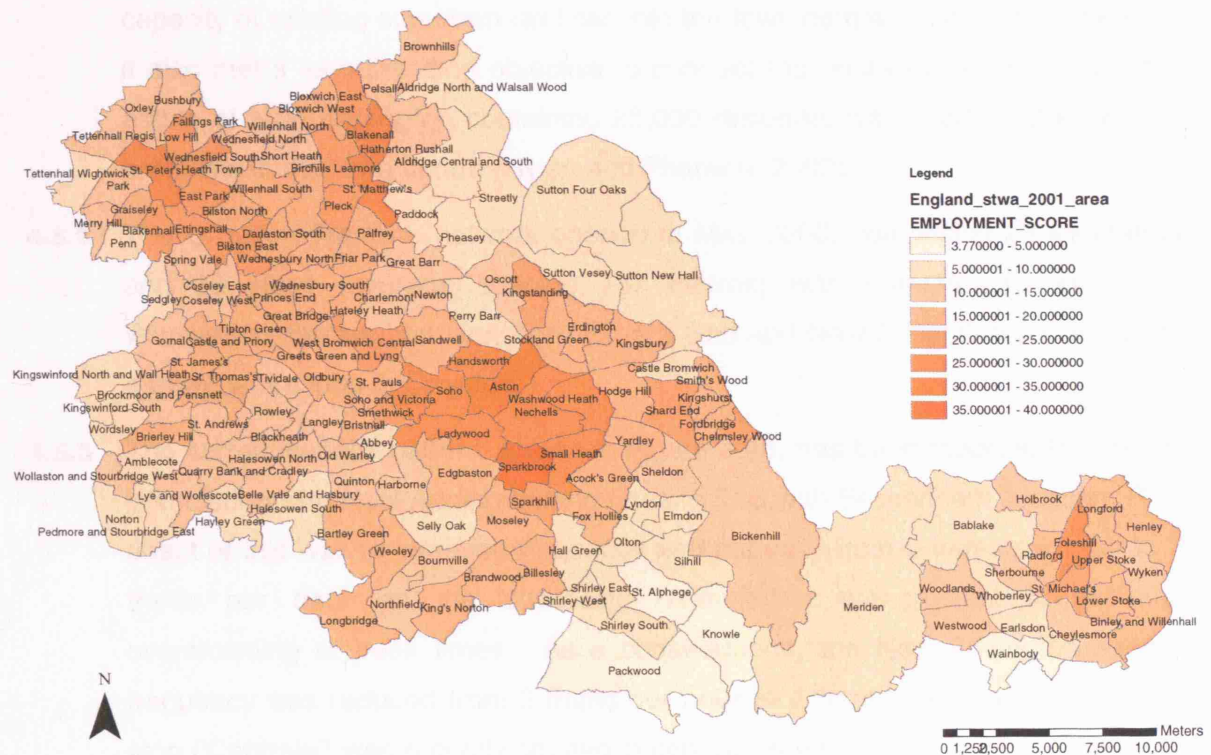 Brownhills
Pelsall
Aldridge North and Walsall Wood
Bloxwich East
Bloxwich West
Bushbury
Oxley
Fallings Park
Willenhall North
Blakenall
Tettenhall Regis
Low Hill
Wednesfield North
Hatherton Rushall
Wednesfield South
Short Heath
Aldridge Central and South
St. Peter's
Heath Town
Birchills Leamore
Tettenhall Wightwick
Park
East Park
Willenhall South
St. Matthew's
Streetly
Sutton Four Oaks
Graiseley
Bilston North
Pleck
Paddock
Merry Hill
Blakenhall
Ettingshall
Darlaston South
Palfrey
Pheasey
Penn
Bilston East
Spring Vale
Wednesbury North
Friar Park
Great Barr
Sutton Vesey
Sutton New Hall
Oscott
Kingstanding
Coseley East
Wednesbury South
Sedgley
Coseley West
Princes End
Charlemont
Newton
Great Bridge
Hateley Heath
Perry Barr
Erdington
Tipton Green
Stockland Green
Gornal
Castle and Priory
West Bromwich Central
Sandwell
Kingsbury
Greets Green and Lyng
Handsworth
St. James's
Castle Bromwich
Kingswinford North and Wall Heath
St. Thomas's
Tividale
Oldbury
St. Pauls
Soho
Aston
Hodge Hill
Smith's Wood
Brockmoor and Pensnett
Soho and Victoria
Washwood Heath
Kingshurst
Kingswinford South
Rowley
Smethwick
Nechells
Shard End
Wordsley
St. Andrews
Langley
Bristnall
Fordbridge
Brierley Hill
Blackheath
Abbey
Ladywood
Yardley
Chelmsley Wood
Amblecote
Halesowen North
Old Warley
Small Heath
Wollaston and Stourbridge West
Quarry Bank and Cradley
Edgbaston
Sparkbrook
Sheldon
Quinton
Harborne
Acock's Green
Lye and Wollescote
Belle Vale and Hasbury
Sparkhill
Lyndon
Norton
Halesowen South
Moseley
Fox Hollies
Elmdon
Pedmore and Stourbridge East
Hayley Green
Bartley Green
Selly Oak
Bickenhill
Olton
Weoley
Hall Green
Bournville
Silhill
Billesley
Brandwood
Shirley East
St. Alphege
Northfield
King's Norton
Shirley West
Longbridge
Shirley South
Knowle
Packwood
Meriden
Holbrook
Longford
Bablake
Henley
Foleshill
Radford
Upper Stoke
Sherbourne
Wyken
Woodlands
Whoberley
St. Michael's
Lower Stoke
Westwood
Earlsdon
Binley and Willenhall
Cheylesmore
Wainbody
Legend
England_stwa_2001_area
EMPLOYMENT_SCORE
3.770000 - 5.000000
5.000001 - 10.000000
10.000001 - 15.000000
15.000001 - 20.000000
20.000001 - 25.000000
25.000001 - 30.000000
30.000001 - 35.000000
35.000001 - 40.000000
N
Meters
0 1,250 2,500 5,000 7,500 10,000